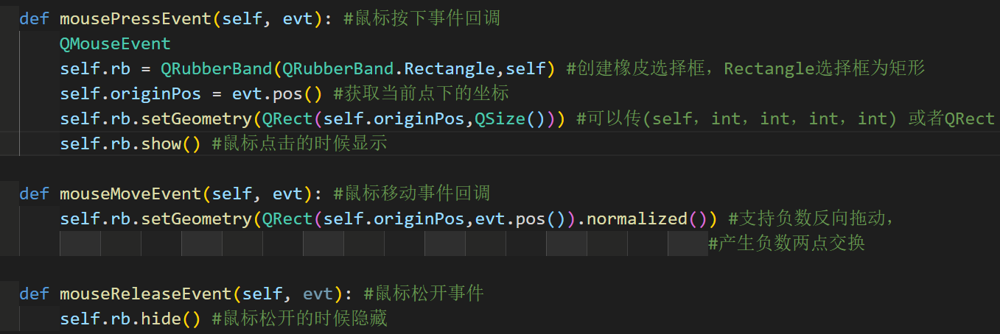 def mousePressEvent(self, evt): #鼠标按下事件回调
QMouseEvent
self.rb = QRubberBand(QRubberBand.Rectangle,self) #创建橡皮选择框，Rectangle选择框为矩形
self.originPos = evt.pos() #获取当前点下的坐标
self.rb.setGeometry(QRect(self.originPos,QSize())) #可以传(self，int，int，int，int) 或者QRect
self.rb.show() #鼠标点击的时候显示
def mouseMoveEvent(self, evt): #鼠标移动事件回调
self.rb.setGeometry(QRect(self.originPos,evt.pos()).normalized()) #支持负数反向拖动，
#产生负数两点交换
def mouseReleaseEvent(self, evt): #鼠标松开事件
self.rb.hide() #鼠标松开的时候隐藏